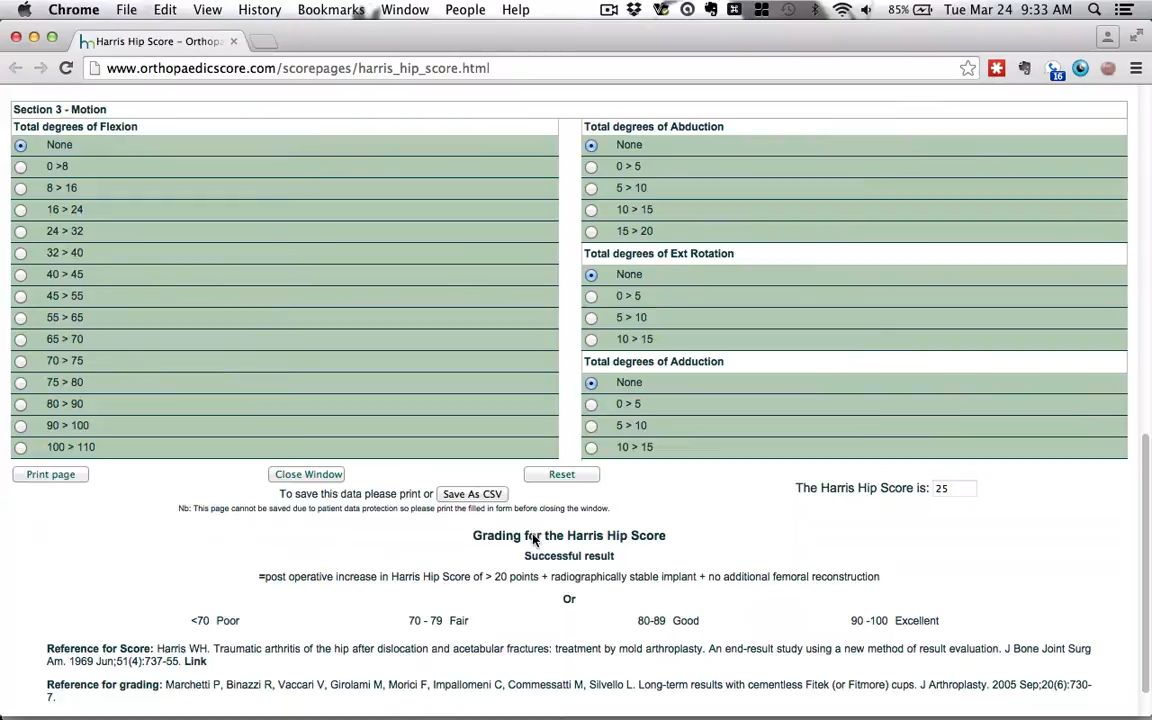 Chrome File Edit View History Bookmarks Window People Help 85% Tue Mar 24 9:33 AM
Harris Hip Score – Orthopa
www.orthopaedicscore.com/scorepages/harris_hip_score.html 16
Section 3 - Motion
Total degrees of Flexion
None
0 >8
8 > 16
16 > 24
24 > 32
32 > 40
40 > 45
45 > 55
55 > 65
65 > 70
70 > 75
75 > 80
80 > 90
90 > 100
100 > 110
Total degrees of Abduction
None
0 > 5
5 > 10
10 > 15
15 > 20
Total degrees of Ext Rotation
None
0 > 5
5 > 10
10 > 15
Total degrees of Adduction
None
0 > 5
5 > 10
10 > 15
Print page Close Window Reset
To save this data please print or Save As CSV
The Harris Hip Score is: 25
Nb: This page cannot be saved due to patient data protection so please print the filled in form before closing the window.
Grading for the Harris Hip Score
Successful result
=post operative increase in Harris Hip Score of > 20 points + radiographically stable implant + no additional femoral reconstruction
Or
<70 Poor 70 - 79 Fair 80-89 Good 90 -100 Excellent
Reference for Score: Harris WH. Traumatic arthritis of the hip after dislocation and acetabular fractures: treatment by mold arthroplasty. An end-result study using a new method of result evaluation. J Bone Joint Surg
Am. 1969 Jun;51(4):737-55. Link
Reference for grading: Marchetti P, Binazzi R, Vaccari V, Girolami M, Morici F, Impallomeni C, Commessatti M, Silvello L. Long-term results with cementless Fitek (or Fitmore) cups. J Arthroplasty. 2005 Sep;20(6):730-
7.